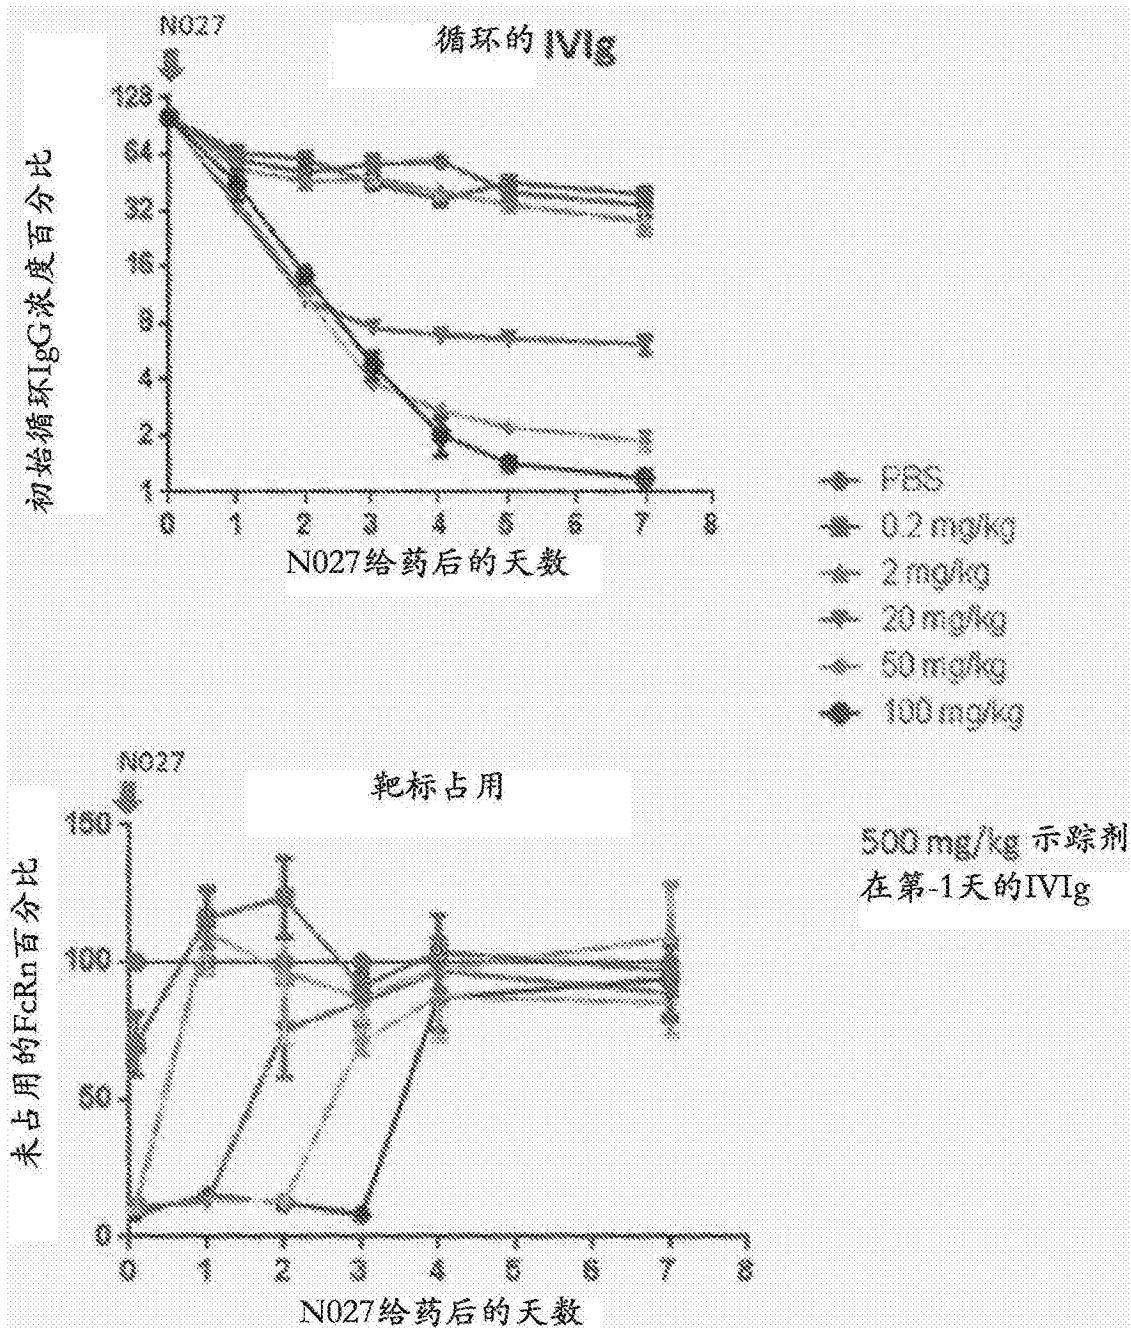 N027
循环的 IVIg
初始循环IgG浓度百分比
128
64
32
16
8
4
2
1
0 1 2 3 4 5 6 7 8
N027给药后的天数
PBS
0.2 mg/kg
2 mg/kg
20 mg/kg
50 mg/kg
100 mg/kg
N027
靶标占用
未占用的FcRn百分比
150
100
50
0
0 1 2 3 4 5 6 7 8
N027给药后的天数
500 mg/kg 示踪剂
在第-1天的IVIg